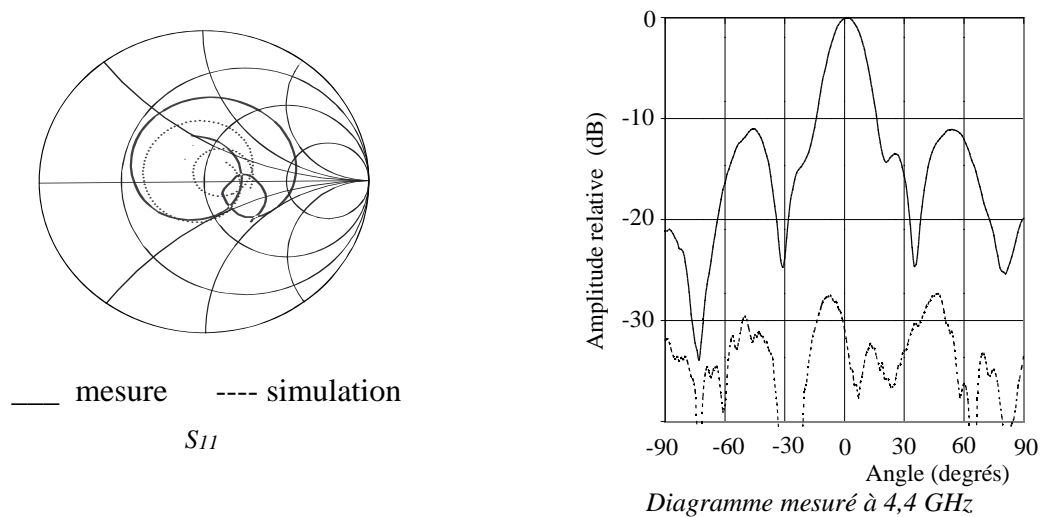 ___ mesure ---- simulation
S11
0
-10
-20
-30
Amplitude relative (dB)
-90 -60 -30 0 30 60 90
Angle (degrés)
Diagramme mesuré à 4,4 GHz